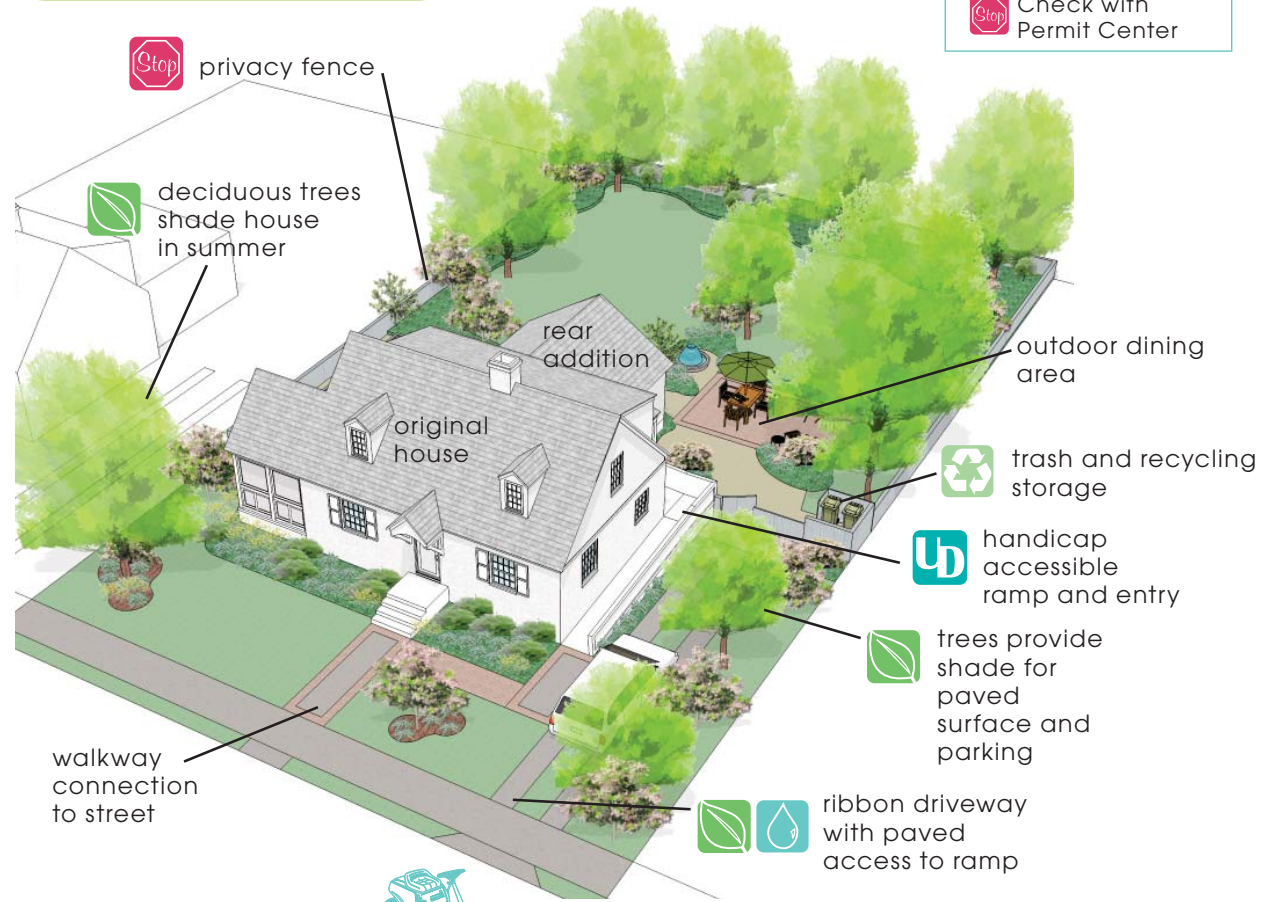 Stop
Check with
Permit Center
Stop
privacy fence
deciduous trees
shade house
in summer
rear
addition
original
house
outdoor dining
area
trash and recycling
storage
UD
handicap
accessible
ramp and entry
trees provide
shade for
paved
surface and
parking
walkway
connection
to street
ribbon driveway
with paved
access to ramp